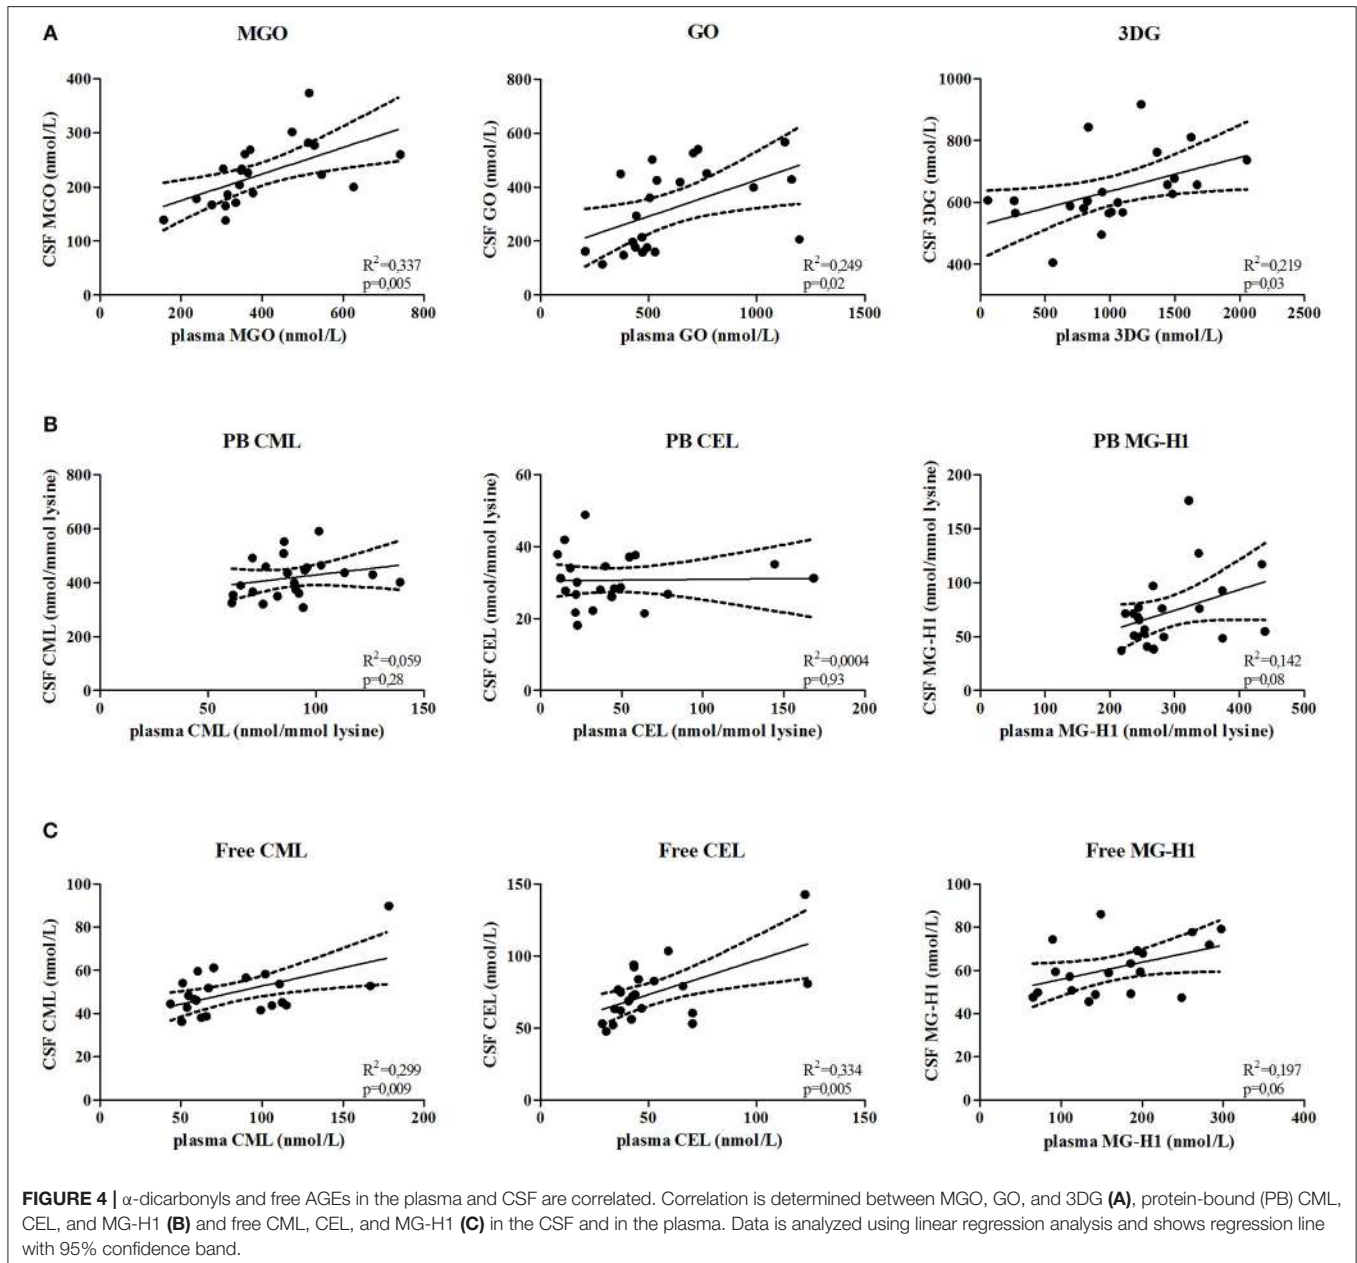 A
MGO
GO
3DG
CSF MGO (nmol/L)
400
300
200
100
0
0
200
400
600
800
plasma MGO (nmol/L)
R²=0,337
p=0,005
CSF GO (nmol/L)
800
600
400
200
0
0
500
1000
1500
plasma GO (nmol/L)
R²=0,249
p=0,02
CSF 3DG (nmol/L)
1000
800
600
400
0
500
1000
1500
2000
2500
plasma 3DG (nmol/L)
R²=0,219
p=0,03
B
PB CML
PB CEL
PB MG-H1
CSF CML (nmol/mmol lysine)
800
600
400
200
0
0
50
100
150
plasma CML (nmol/mmol lysine)
R²=0,059
p=0,28
CSF CEL (nmol/mmol lysine)
60
40
20
0
0
50
100
150
200
plasma CEL (nmol/mmol lysine)
R²=0,0004
p=0,93
CSF MG-H1 (nmol/mmol lysine)
200
150
100
50
0
0
100
200
300
400
500
plasma MG-H1 (nmol/mmol lysine)
R²=0,142
p=0,08
C
Free CML
Free CEL
Free MG-H1
CSF CML (nmol/L)
100
80
60
40
20
0
0
50
100
150
200
plasma CML (nmol/L)
R²=0,299
p=0,009
CSF CEL (nmol/L)
150
100
50
0
0
50
100
150
plasma CEL (nmol/L)
R²=0,334
p=0,005
CSF MG-H1 (nmol/L)
100
80
60
40
20
0
0
100
200
300
400
plasma MG-H1 (nmol/L)
R²=0,197
p=0,06
FIGURE 4 | α-dicarbonyls and free AGEs in the plasma and CSF are correlated. Correlation is determined between MGO, GO, and 3DG (A), protein-bound (PB) CML,
CEL, and MG-H1 (B) and free CML, CEL, and MG-H1 (C) in the CSF and in the plasma. Data is analyzed using linear regression analysis and shows regression line
with 95% confidence band.